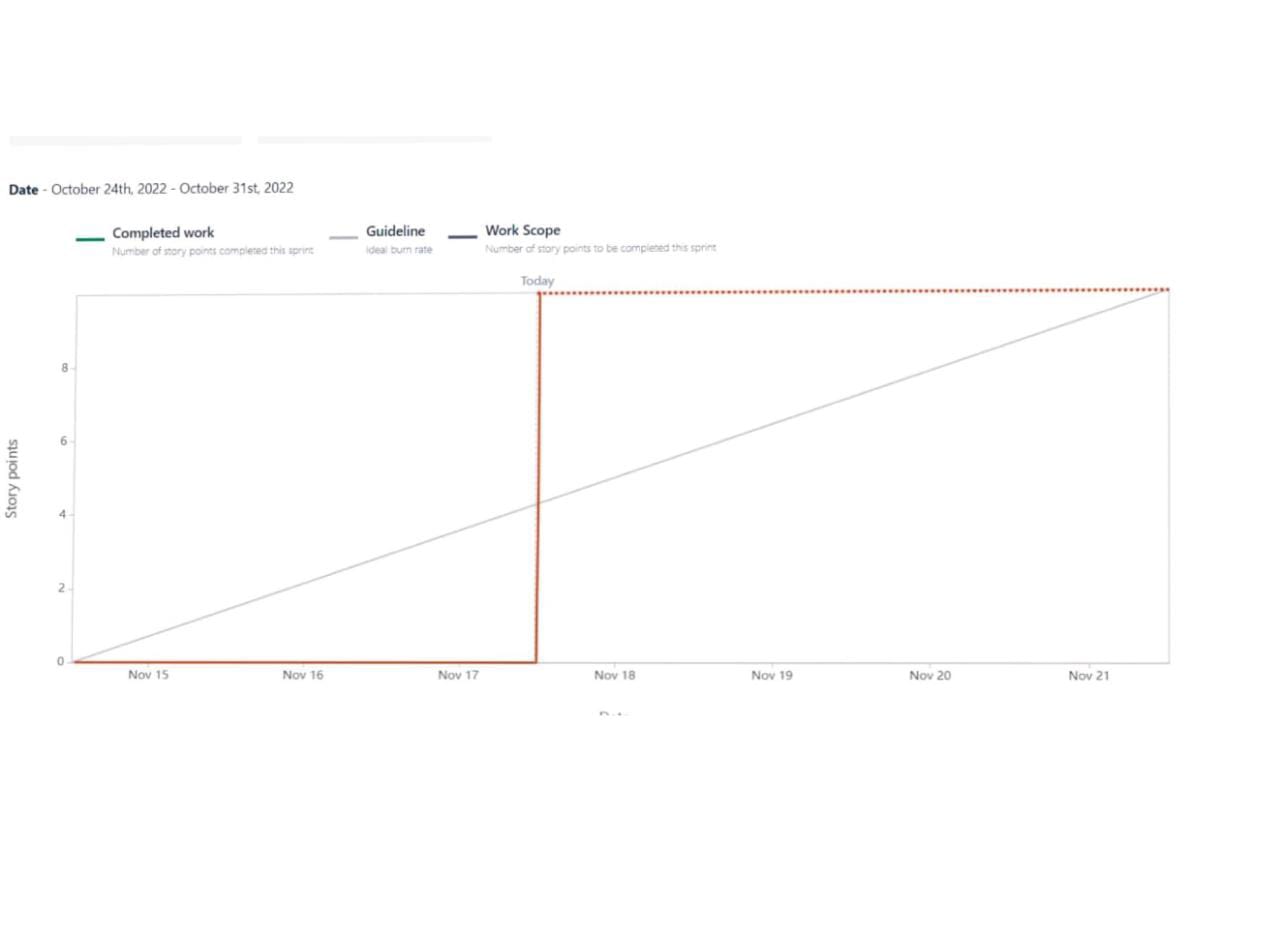 Date - October 24th, 2022 - October 31st, 2022
Completed work
Number of story points completed this sprint
Guideline
Ideal burn rate
Work Scope
Number of story points to be completed this sprint
Today
Story points
8
6
4
2
0
Nov 15 Nov 16 Nov 17 Nov 18 Nov 19 Nov 20 Nov 21